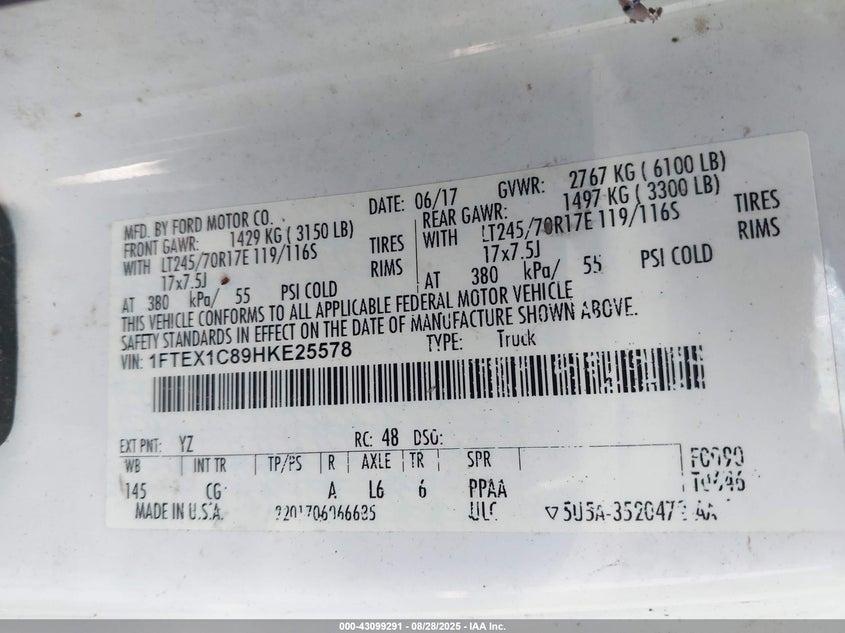 MFD. BY FORD MOTOR CO.
DATE: 06/17
GVWR: 2767 KG ( 6100 LB)
FRONT GAWR: 1429 KG ( 3150 LB)
REAR GAWR: 1497 KG ( 3300 LB)
WITH LT245/70R17E 119/116S TIRES
WITH LT245/70R17E 119/116S TIRES
17x7.5J RIMS
17x7.5J RIMS
AT 380 kPa/ 55 PSI COLD
AT 380 kPa/ 55 PSI COLD
THIS VEHICLE CONFORMS TO ALL APPLICABLE FEDERAL MOTOR VEHICLE
SAFETY STANDARDS IN EFFECT ON THE DATE OF MANUFACTURE SHOWN ABOVE.
VIN: 1FTEX1C89HKE25578
TYPE: Truck
EXT PNT: YZ RC: 48 DSO:
WB INT TR TP/PS R AXLE TR SPR
145 CG A L6 6 PPAA
MADE IN U.S.A.
000-43099291 - 08/28/2025 - IAA Inc.